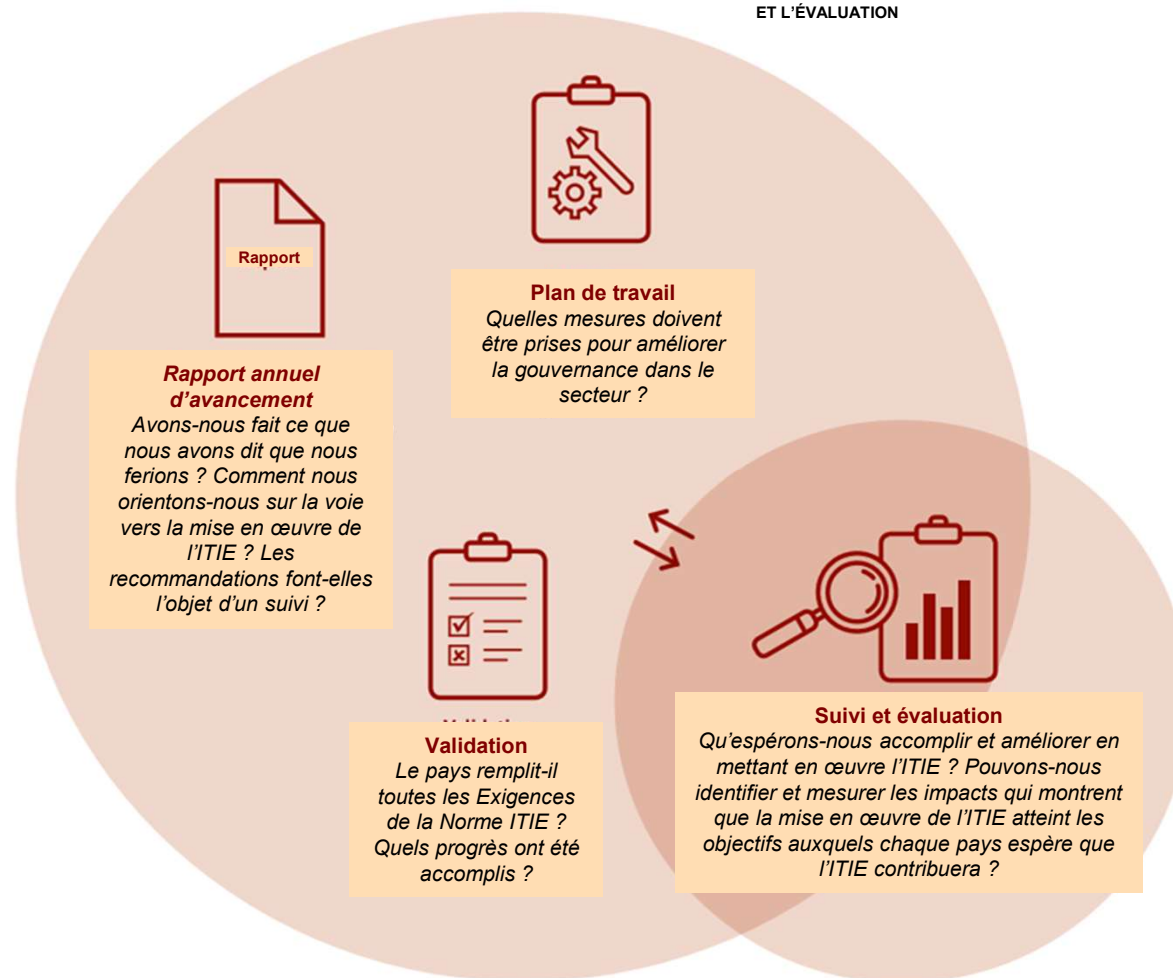 ET L’ÉVALUATION
Plan de travail
Quelles mesures doivent
être prises pour améliorer
la gouvernance dans le
secteur ?
Rapport
Rapport annuel
d’avancement
Avons-nous fait ce que
nous avons dit que nous
ferions ? Comment nous
orientons-nous sur la voie
vers la mise en œuvre de
l’ITIE ? Les
recommandations font-elles
l’objet d’un suivi ?
Validation
Le pays remplit-il
toutes les Exigences
de la Norme ITIE ?
Quels progrès ont été
accomplis ?
Suivi et évaluation
Qu’espérons-nous accomplir et améliorer en
mettant en œuvre l’ITIE ? Pouvons-nous
identifier et mesurer les impacts qui montrent
que la mise en œuvre de l’ITIE atteint les
objectifs auxquels chaque pays espère que
l’ITIE contribuera ?